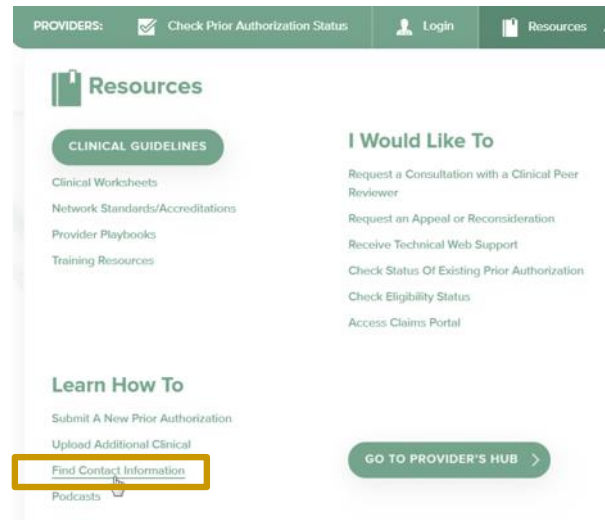 PROVIDERS: Check Prior Authorization Status Login Resources
Resources
CLINICAL GUIDELINES
Clinical Worksheets
Network Standards/Accreditations
Provider Playbooks
Training Resources
I Would Like To
Request a Consultation with a Clinical Peer
Reviewer
Request an Appeal or Reconsideration
Receive Technical Web Support
Check Status Of Existing Prior Authorization
Check Eligibility Status
Access Claims Portal
Learn How To
Submit A New Prior Authorization
Upload Additional Clinical
Find Contact Information
Podcasts
GO TO PROVIDER'S HUB